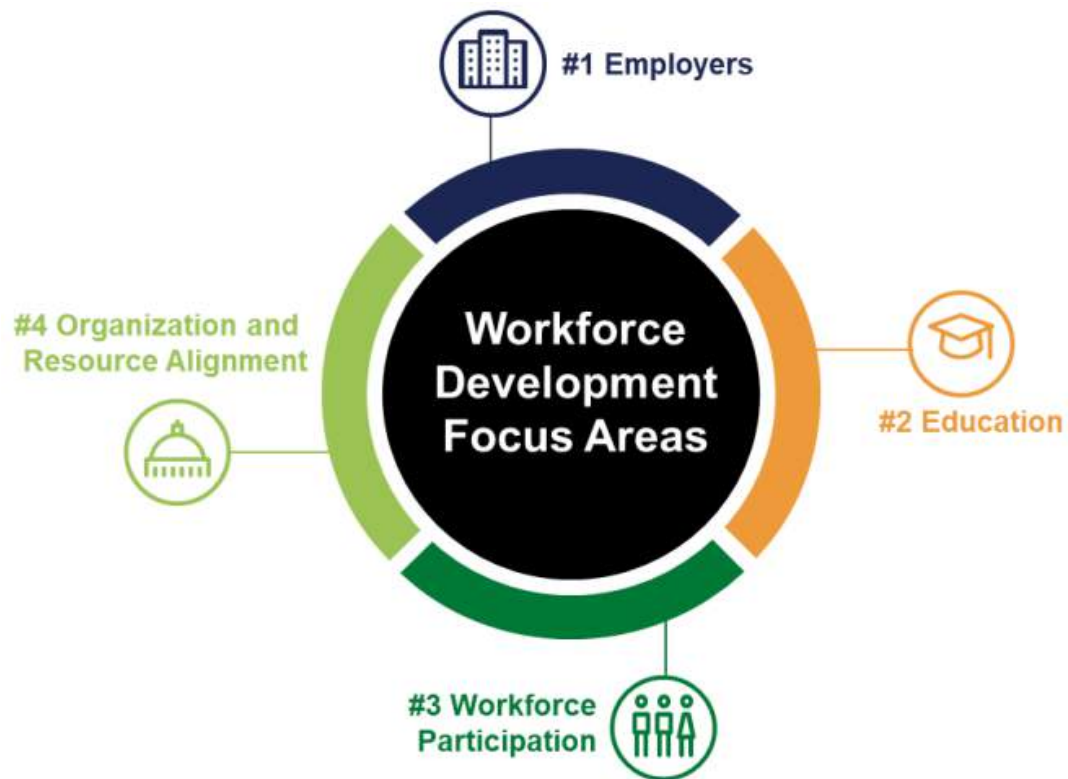 #1 Employers
Workforce
Development
Focus Areas
#2 Education
#3 Workforce
Participation
#4 Organization and
Resource Alignment